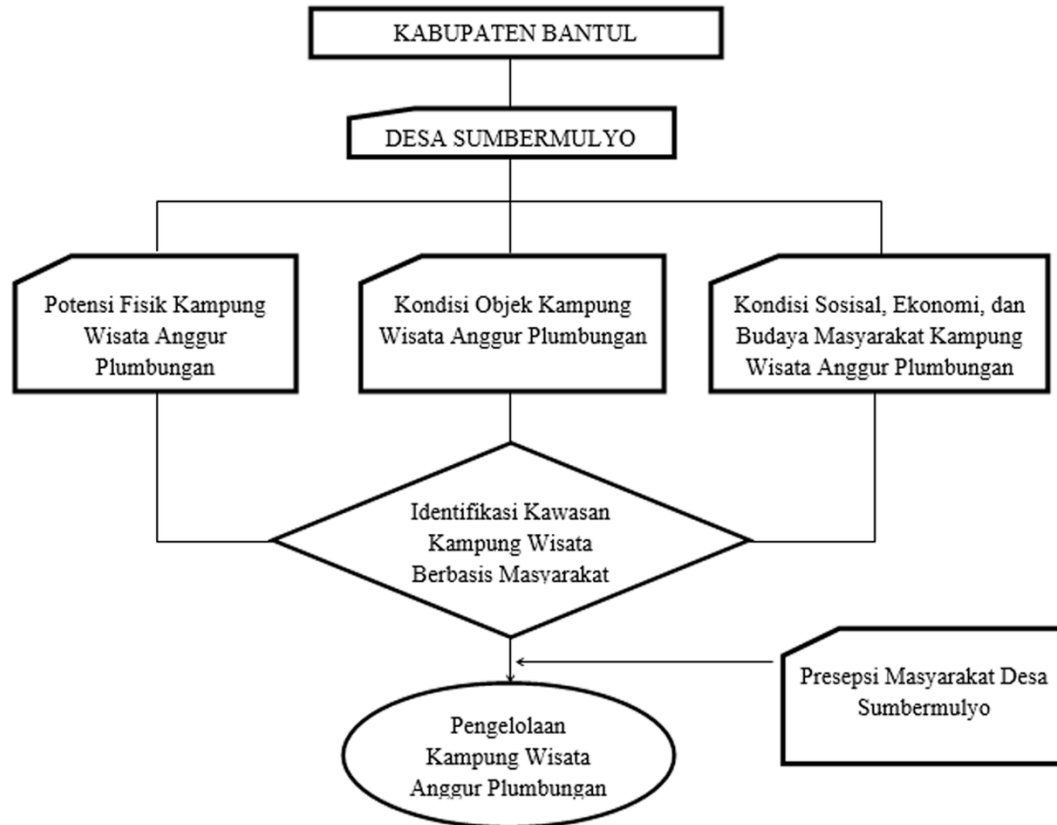 KABUPATEN BANTUL
DESA SUMBERMULYO
Potensi Fisik Kampung
Wisata Anggur
Plumbungan
Kondisi Objek Kampung
Wisata Anggur Plumbungan
Kondisi Sosisal, Ekonomi, dan
Budaya Masyarakat Kampung
Wisata Anggur Plumbungan
Identifikasi Kawasan
Kampung Wisata
Berbasis Masyarakat
Presepsi Masyarakat Desa
Sumbermulyo
Pengelolaan
Kampung Wisata
Anggur Plumbungan